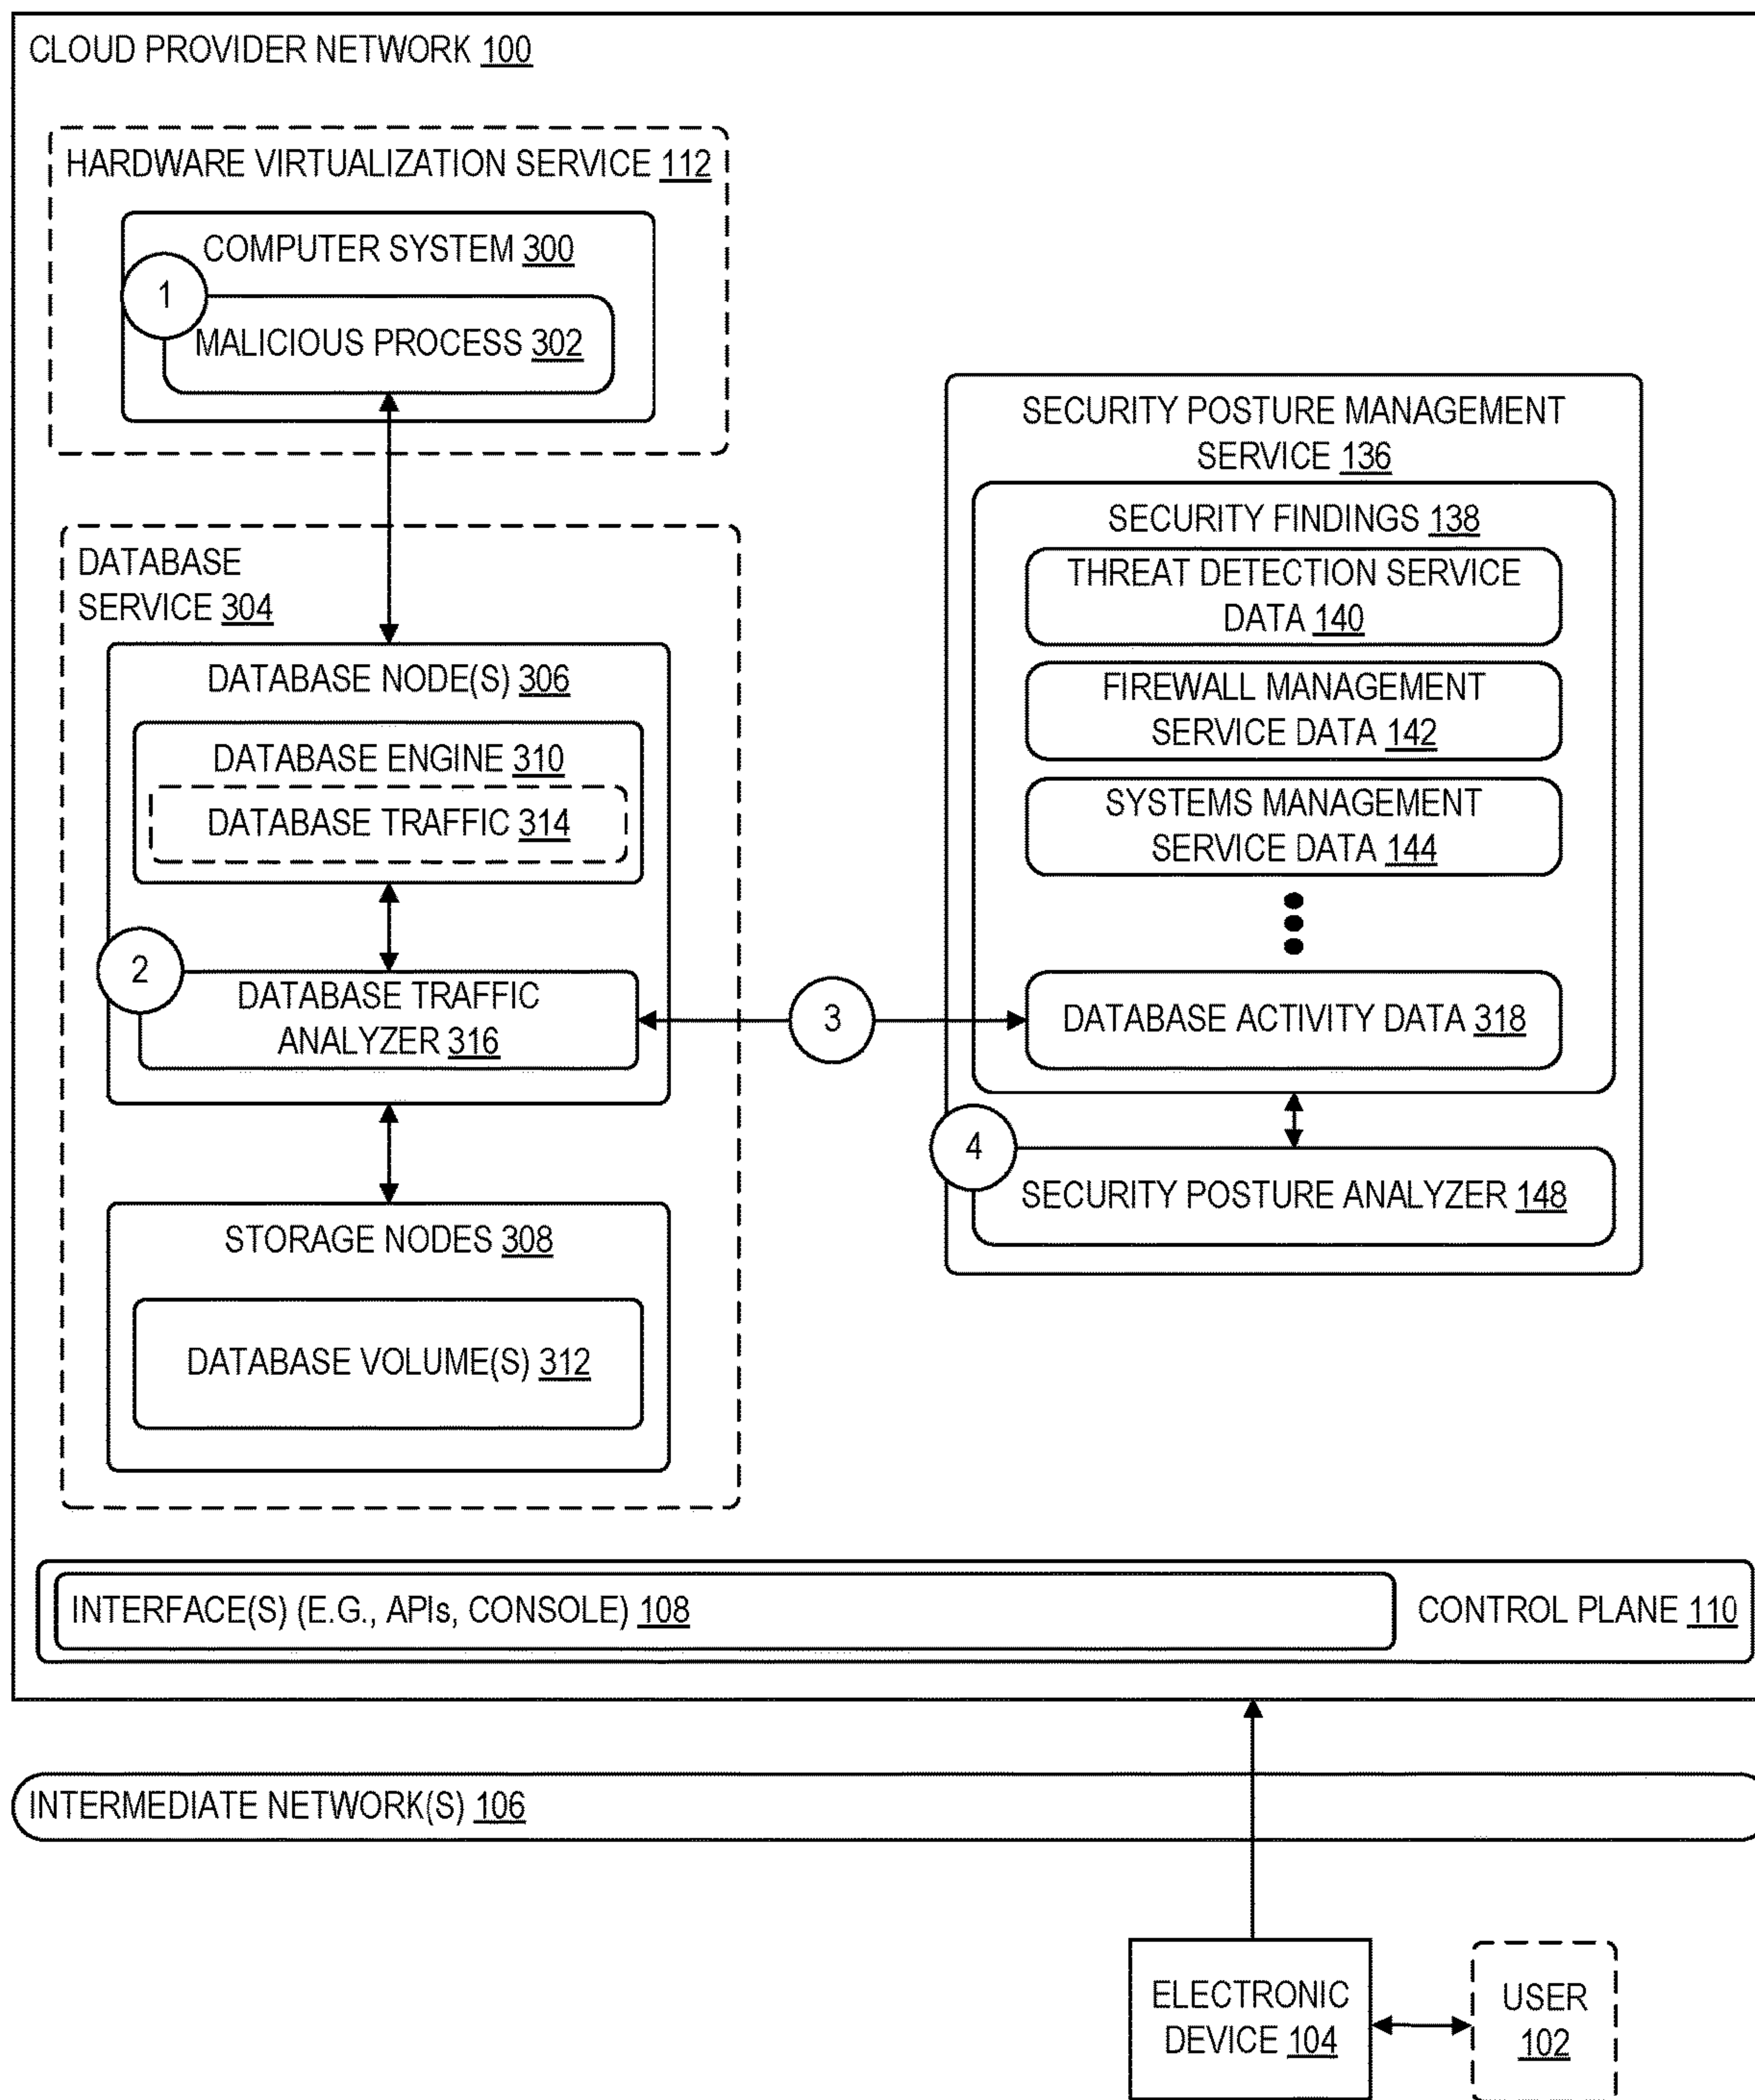 CLOUD PROVIDER NETWORK 100
HARDWARE VIRTUALIZATION SERVICE 112
COMPUTER SYSTEM 300
1
MALICIOUS PROCESS 302
DATABASE
SERVICE 304
DATABASE NODE(S) 306
DATABASE ENGINE 310
DATABASE TRAFFIC 314
2
DATABASE TRAFFIC
ANALYZER 316
STORAGE NODES 308
DATABASE VOLUME(S) 312
3
SECURITY POSTURE MANAGEMENT
SERVICE 136
SECURITY FINDINGS 138
THREAT DETECTION SERVICE
DATA 140
FIREWALL MANAGEMENT
SERVICE DATA 142
SYSTEMS MANAGEMENT
SERVICE DATA 144
DATABASE ACTIVITY DATA 318
4
SECURITY POSTURE ANALYZER 148
INTERFACE(S) (E.G., APIs, CONSOLE) 108
CONTROL PLANE 110
INTERMEDIATE NETWORK(S) 106
ELECTRONIC
DEVICE 104
USER
102